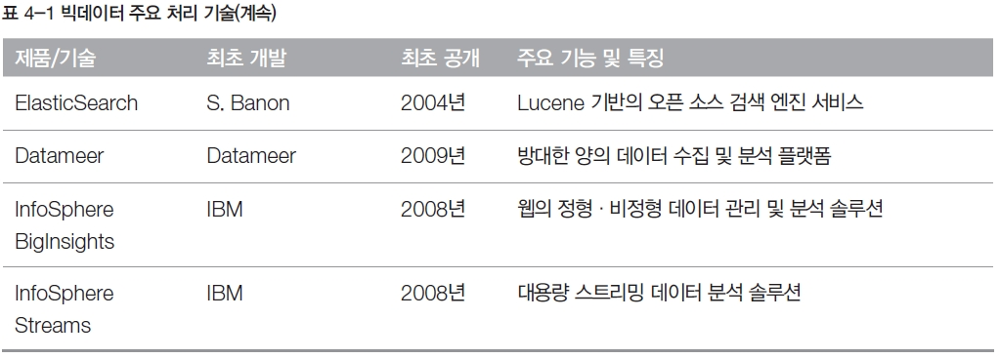 표 4-1 빅데이터 주요 처리 기술(계속)
제품/기술 최초 개발 최초 공개 주요 기능 및 특징
ElasticSearch S. Banon 2004년 Lucene 기반의 오픈 소스 검색 엔진 서비스
Datameer Datameer 2009년 방대한 양의 데이터 수집 및 분석 플랫폼
InfoSphere IBM 2008년 웹의 정형 · 비정형 데이터 관리 및 분석 솔루션
BigInsights
InfoSphere IBM 2008년 대용량 스트리밍 데이터 분석 솔루션
Streams